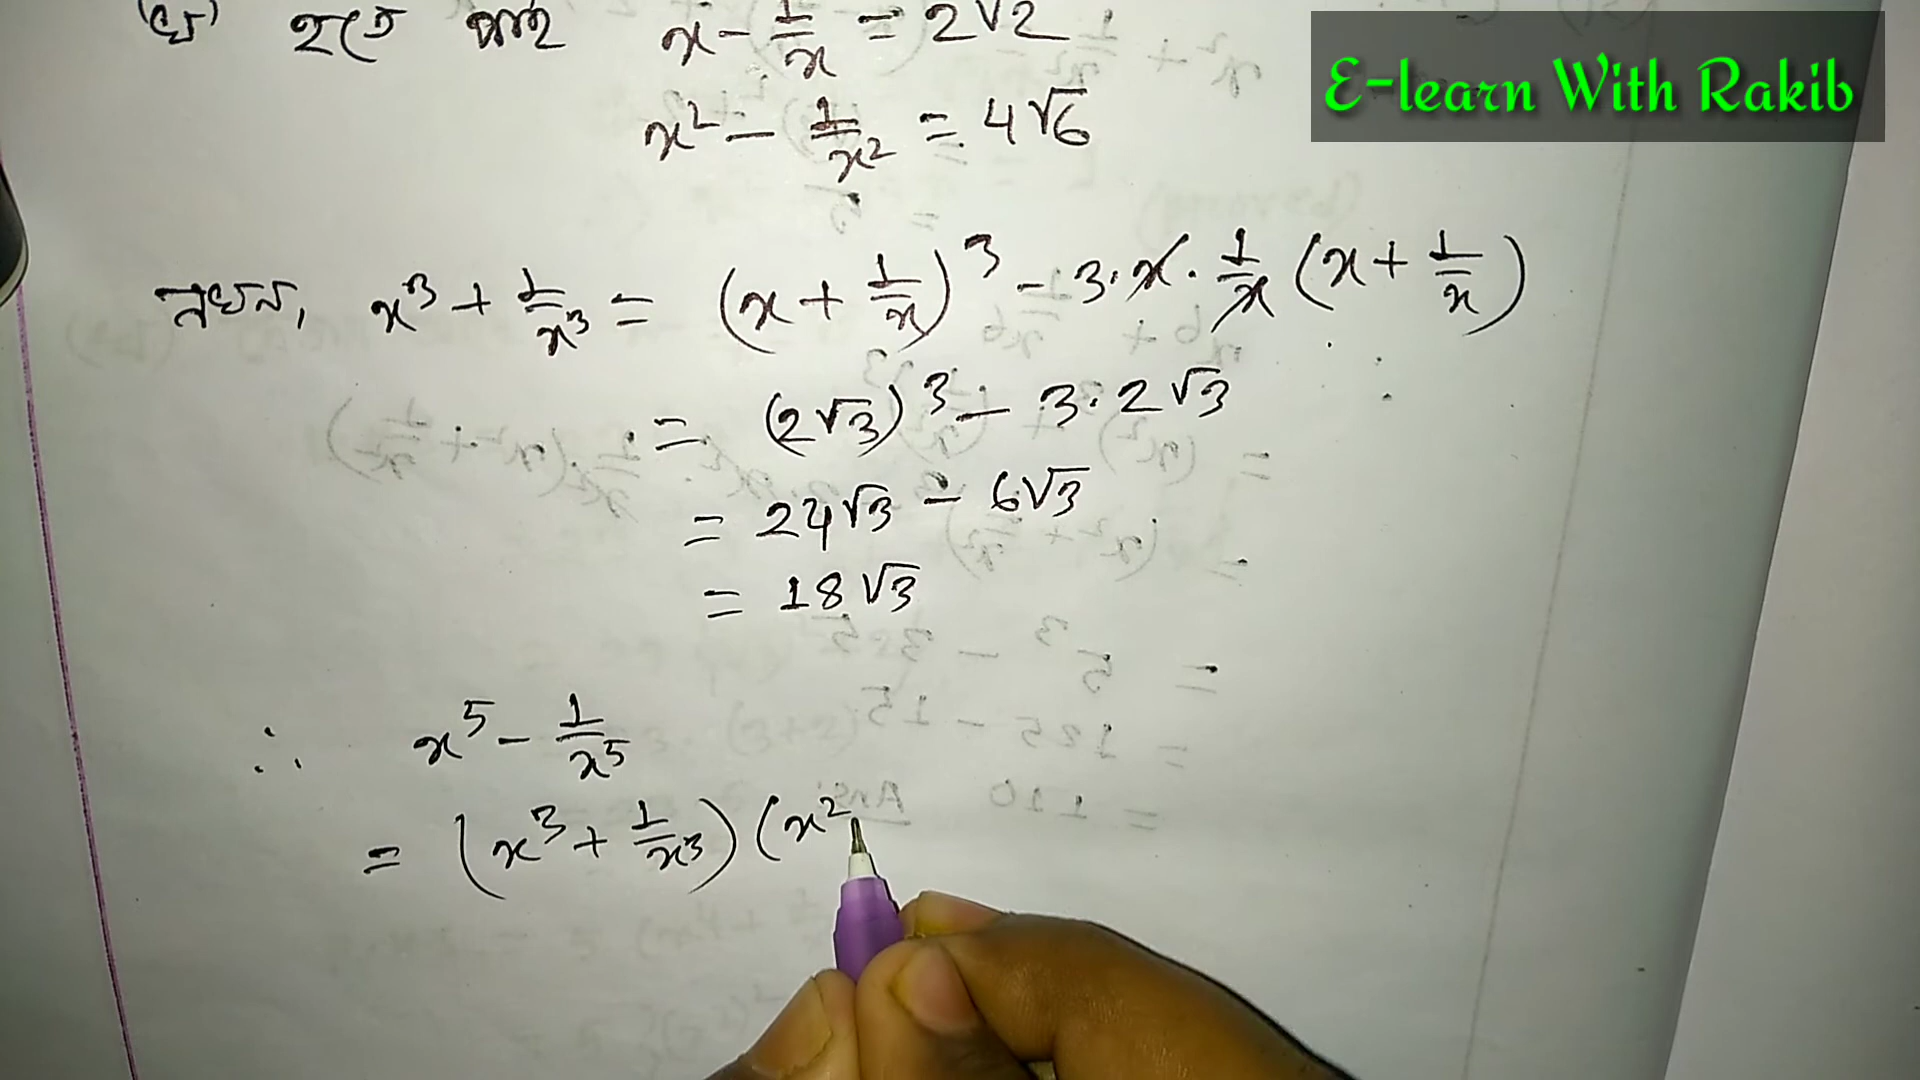 (খ) হতে পাই x - 1/x = 2√2
E-learn With Rakib
x² - 1/x² = 4√6
এখন, x³ + 1/x³ = (x + 1/x)³ - 3·x·1/x (x + 1/x)
= (2√3)³ - 3·2√3
= 24√3 - 6√3
= 18√3
∴ x⁵ - 1/x⁵
= (x³ + 1/x³)(x²